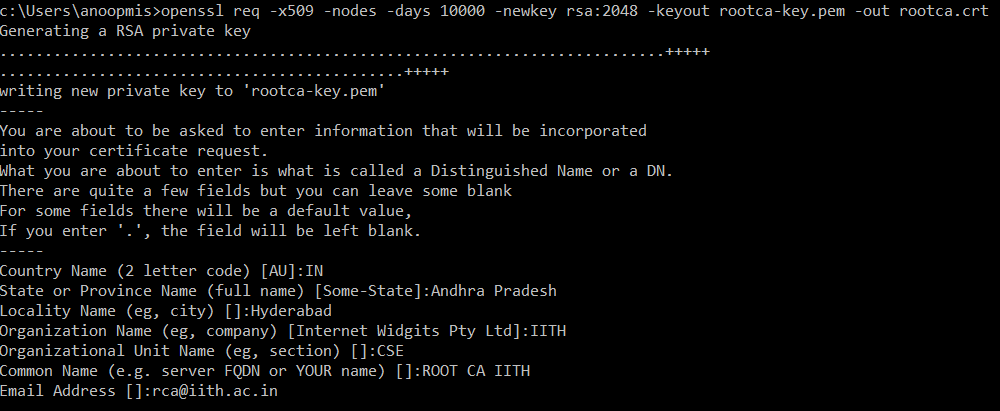 c:\Users\anoopmis>openssl req -x509 -nodes -days 10000 -newkey rsa:2048 -keyout rootca-key.pem -out rootca.crt
Generating a RSA private key
..........................................................................+++++
.............................................+++++
writing new private key to 'rootca-key.pem'
-----
You are about to be asked to enter information that will be incorporated
into your certificate request.
What you are about to enter is what is called a Distinguished Name or a DN.
There are quite a few fields but you can leave some blank
For some fields there will be a default value,
If you enter '.', the field will be left blank.
-----
Country Name (2 letter code) [AU]:IN
State or Province Name (full name) [Some-State]:Andhra Pradesh
Locality Name (eg, city) []:Hyderabad
Organization Name (eg, company) [Internet Widgits Pty Ltd]:IITH
Organizational Unit Name (eg, section) []:CSE
Common Name (e.g. server FQDN or YOUR name) []:ROOT CA IITH
Email Address []:rca@iith.ac.in